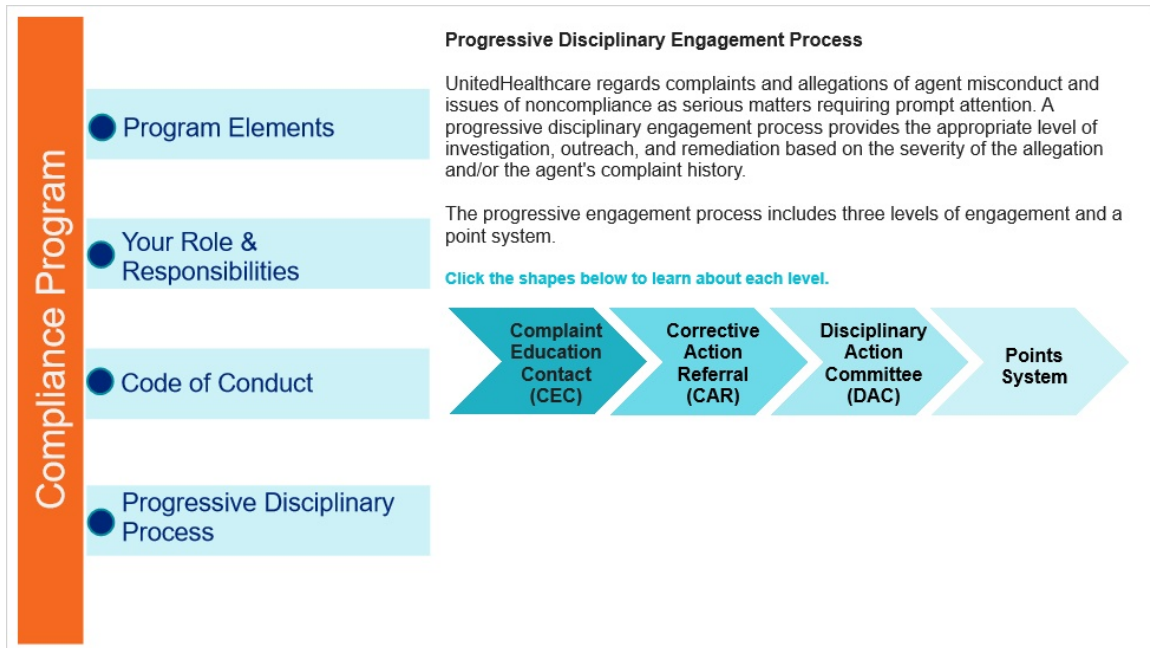 Compliance Program
Program Elements
Your Role &
Responsibilities
Code of Conduct
Progressive Disciplinary
Process
Progressive Disciplinary Engagement Process
UnitedHealthcare regards complaints and allegations of agent misconduct and
issues of noncompliance as serious matters requiring prompt attention. A
progressive disciplinary engagement process provides the appropriate level of
investigation, outreach, and remediation based on the severity of the allegation
and/or the agent's complaint history.
The progressive engagement process includes three levels of engagement and a
point system.
Click the shapes below to learn about each level.
Complaint
Education
Contact
(CEC)
Corrective
Action
Referral
(CAR)
Disciplinary
Action
Committee
(DAC)
Points
System